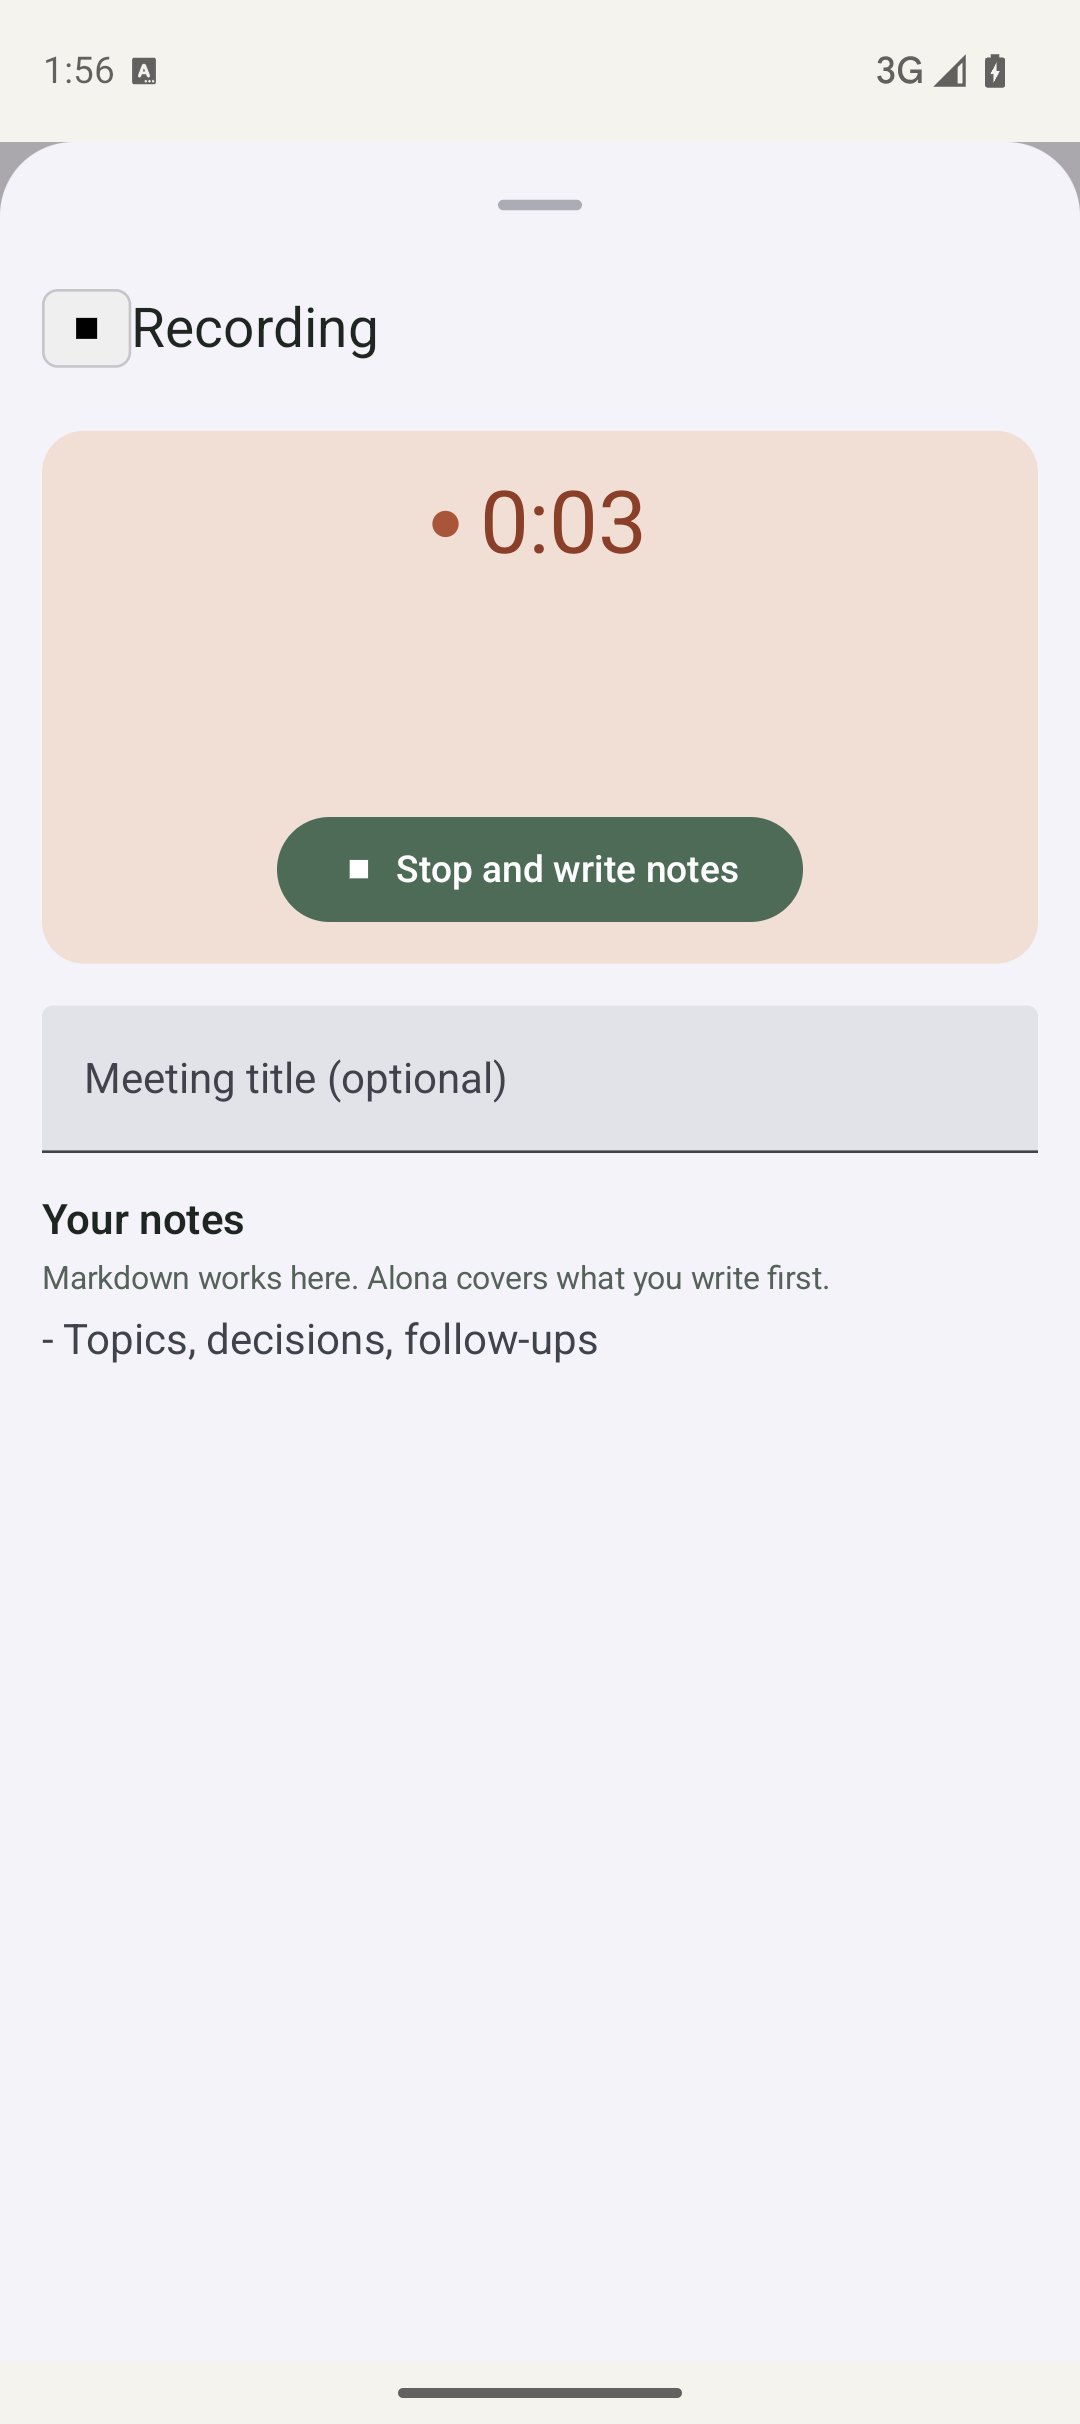 1:56
3G
Recording
0:03
Stop and write notes
Meeting title (optional)
Your notes
Markdown works here. Alona covers what you write first.
- Topics, decisions, follow-ups